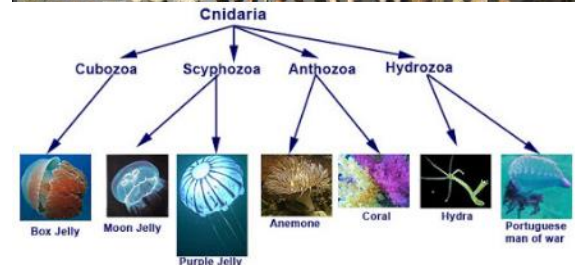 Cnidaria
Cubozoa Scyphozoa Anthozoa Hydrozoa
Box Jelly Moon Jelly Purple Jelly Anemone Coral Hydra Portuguese
man of war